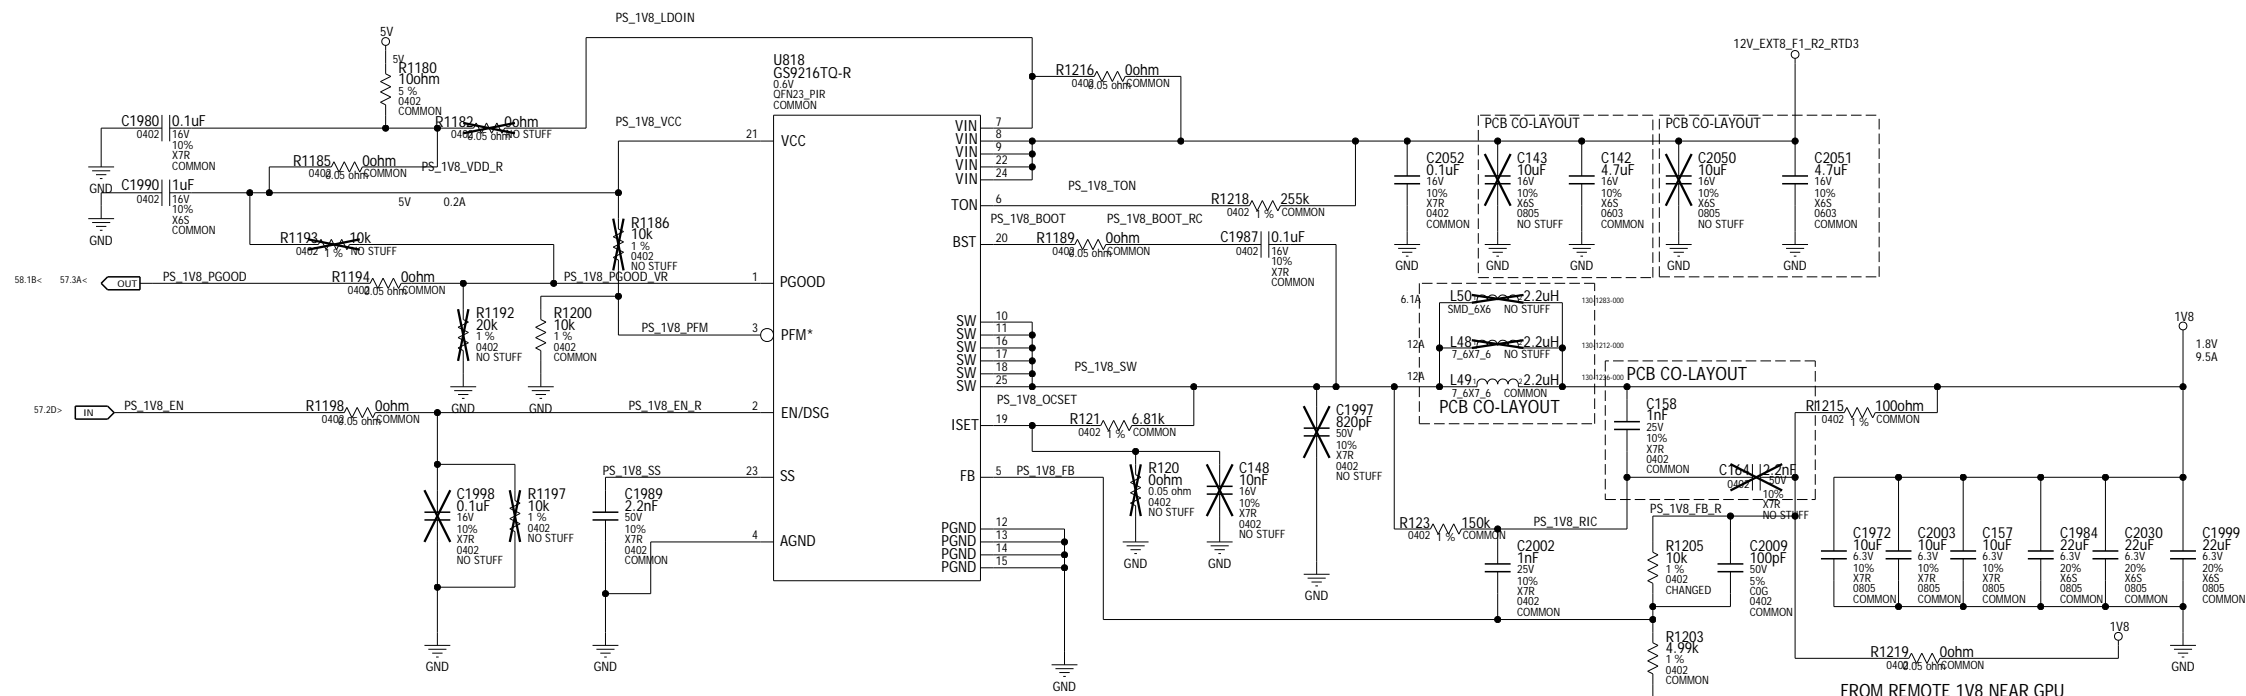 PS_1V8_LDOIN
5V
5V
R1180
10ohm
5 %
0402
COMMON
C1980
0402
0.1uF
16V
10%
X7R
COMMON
GND
R1182
0ohm
0.05 ohm
NO STUFF
R1185
0ohm
0402
0.05 ohm
COMMON
PS_1V8_VDD_R
PS_1V8_VCC
C1990
0402
1uF
16V
10%
X6S
COMMON
GND
5V 0.2A
R1193
10k
0402
1 %
NO STUFF
R1186
10k
1 %
0402
NO STUFF
58.1B<
57.3A<
OUT
PS_1V8_PGOOD
R1194
0ohm
0402
0.05 ohm
COMMON
PS_1V8_PGOOD_VR
R1192
20k
1 %
0402
NO STUFF
GND
R1200
10k
1 %
0402
COMMON
GND
PS_1V8_PFM
57.2D>
IN
PS_1V8_EN
R1198
0ohm
0402
0.05 ohm
COMMON
PS_1V8_EN_R
C1998
0.1uF
16V
10%
X7R
0402
NO STUFF
R1197
10k
1 %
0402
NO STUFF
GND
PS_1V8_SS
C1989
2.2nF
50V
10%
X7R
0402
COMMON
GND
U818
GS9216TQ-R
0.6V
QFN23_PIR
COMMON
21 VCC
1 PGOOD
3 PFM*
2 EN/DSG
23 SS
4 AGND
VIN 7
VIN 8
VIN 9
VIN 22
VIN 24
TON 6
BST 20
SW 10
SW 11
SW 16
SW 17
SW 18
SW 25
ISET 19
FB 5
PGND 12
PGND 13
PGND 14
PGND 15
GND
R1216
0ohm
0402
0.05 ohm
COMMON
PS_1V8_TON
R1218
255k
0402
1 %
COMMON
PS_1V8_BOOT
PS_1V8_BOOT_RC
R1189
0ohm
0402
0.05 ohm
COMMON
C1987
0402
0.1uF
16V
10%
X7R
COMMON
PS_1V8_SW
PS_1V8_OCSET
R121
6.81k
0402
1 %
COMMON
PS_1V8_FB
R120
0ohm
0.05 ohm
0402
NO STUFF
GND
C148
10nF
16V
10%
X7R
0402
NO STUFF
GND
C1997
820pF
50V
10%
X7R
0402
NO STUFF
GND
12V_EXT8_F1_R2_RTD3
C2052
0.1uF
16V
10%
X7R
0402
COMMON
GND
PCB CO-LAYOUT
C143
10uF
16V
10%
X6S
0805
NO STUFF
GND
C142
4.7uF
16V
10%
X6S
0603
COMMON
GND
PCB CO-LAYOUT
C2050
10uF
16V
10%
X6S
0805
NO STUFF
GND
C2051
4.7uF
16V
10%
X6S
0603
COMMON
GND
6.1A
L50
2.2uH
SMD_6X6
NO STUFF
130-1283-000
12A
L48
2.2uH
7_6X7_6
NO STUFF
130-1212-000
12A
L49
2.2uH
7_6X7_6
COMMON
130-1236-000
PCB CO-LAYOUT
PCB CO-LAYOUT
C158
1nF
25V
10%
X7R
0402
COMMON
C164
0402
2.2nF
50V
10%
X7R
NO STUFF
R1215
100ohm
0402
1 %
COMMON
1V8
1.8V
9.5A
R123
150k
0402
1 %
COMMON
PS_1V8_RIC
C2002
1nF
25V
10%
X7R
0402
COMMON
PS_1V8_FB_R
R1205
10k
1 %
0402
CHANGED
C2009
100pF
50V
5%
C0G
0402
COMMON
R1203
4.99k
1 %
0402
COMMON
C1972
10uF
6.3V
10%
X7R
0805
COMMON
C2003
10uF
6.3V
10%
X7R
0805
COMMON
C157
10uF
6.3V
10%
X7R
0805
COMMON
C1984
22uF
6.3V
20%
X6S
0805
COMMON
C2030
22uF
6.3V
20%
X6S
0805
COMMON
C1999
22uF
6.3V
20%
X6S
0805
COMMON
GND
R1219
0ohm
0402
0.05 ohm
COMMON
1V8
FROM REMOTE 1V8 NEAR GPU